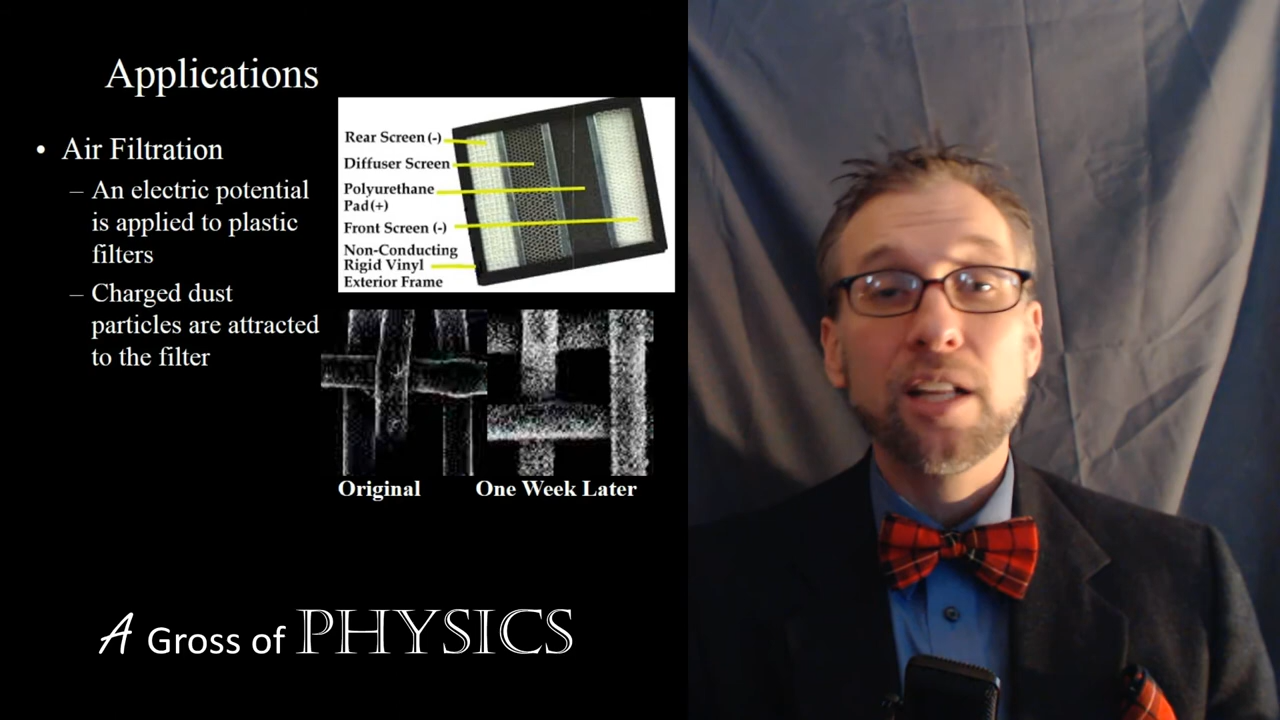 Applications
• Air Filtration
– An electric potential
is applied to plastic
filters
– Charged dust
particles are attracted
to the filter
Rear Screen (-)
Diffuser Screen
Polyurethane
Pad(+)
Front Screen (-)
Non-Conducting
Rigid Vinyl
Exterior Frame
Original
One Week Later
A Gross of PHYSICS